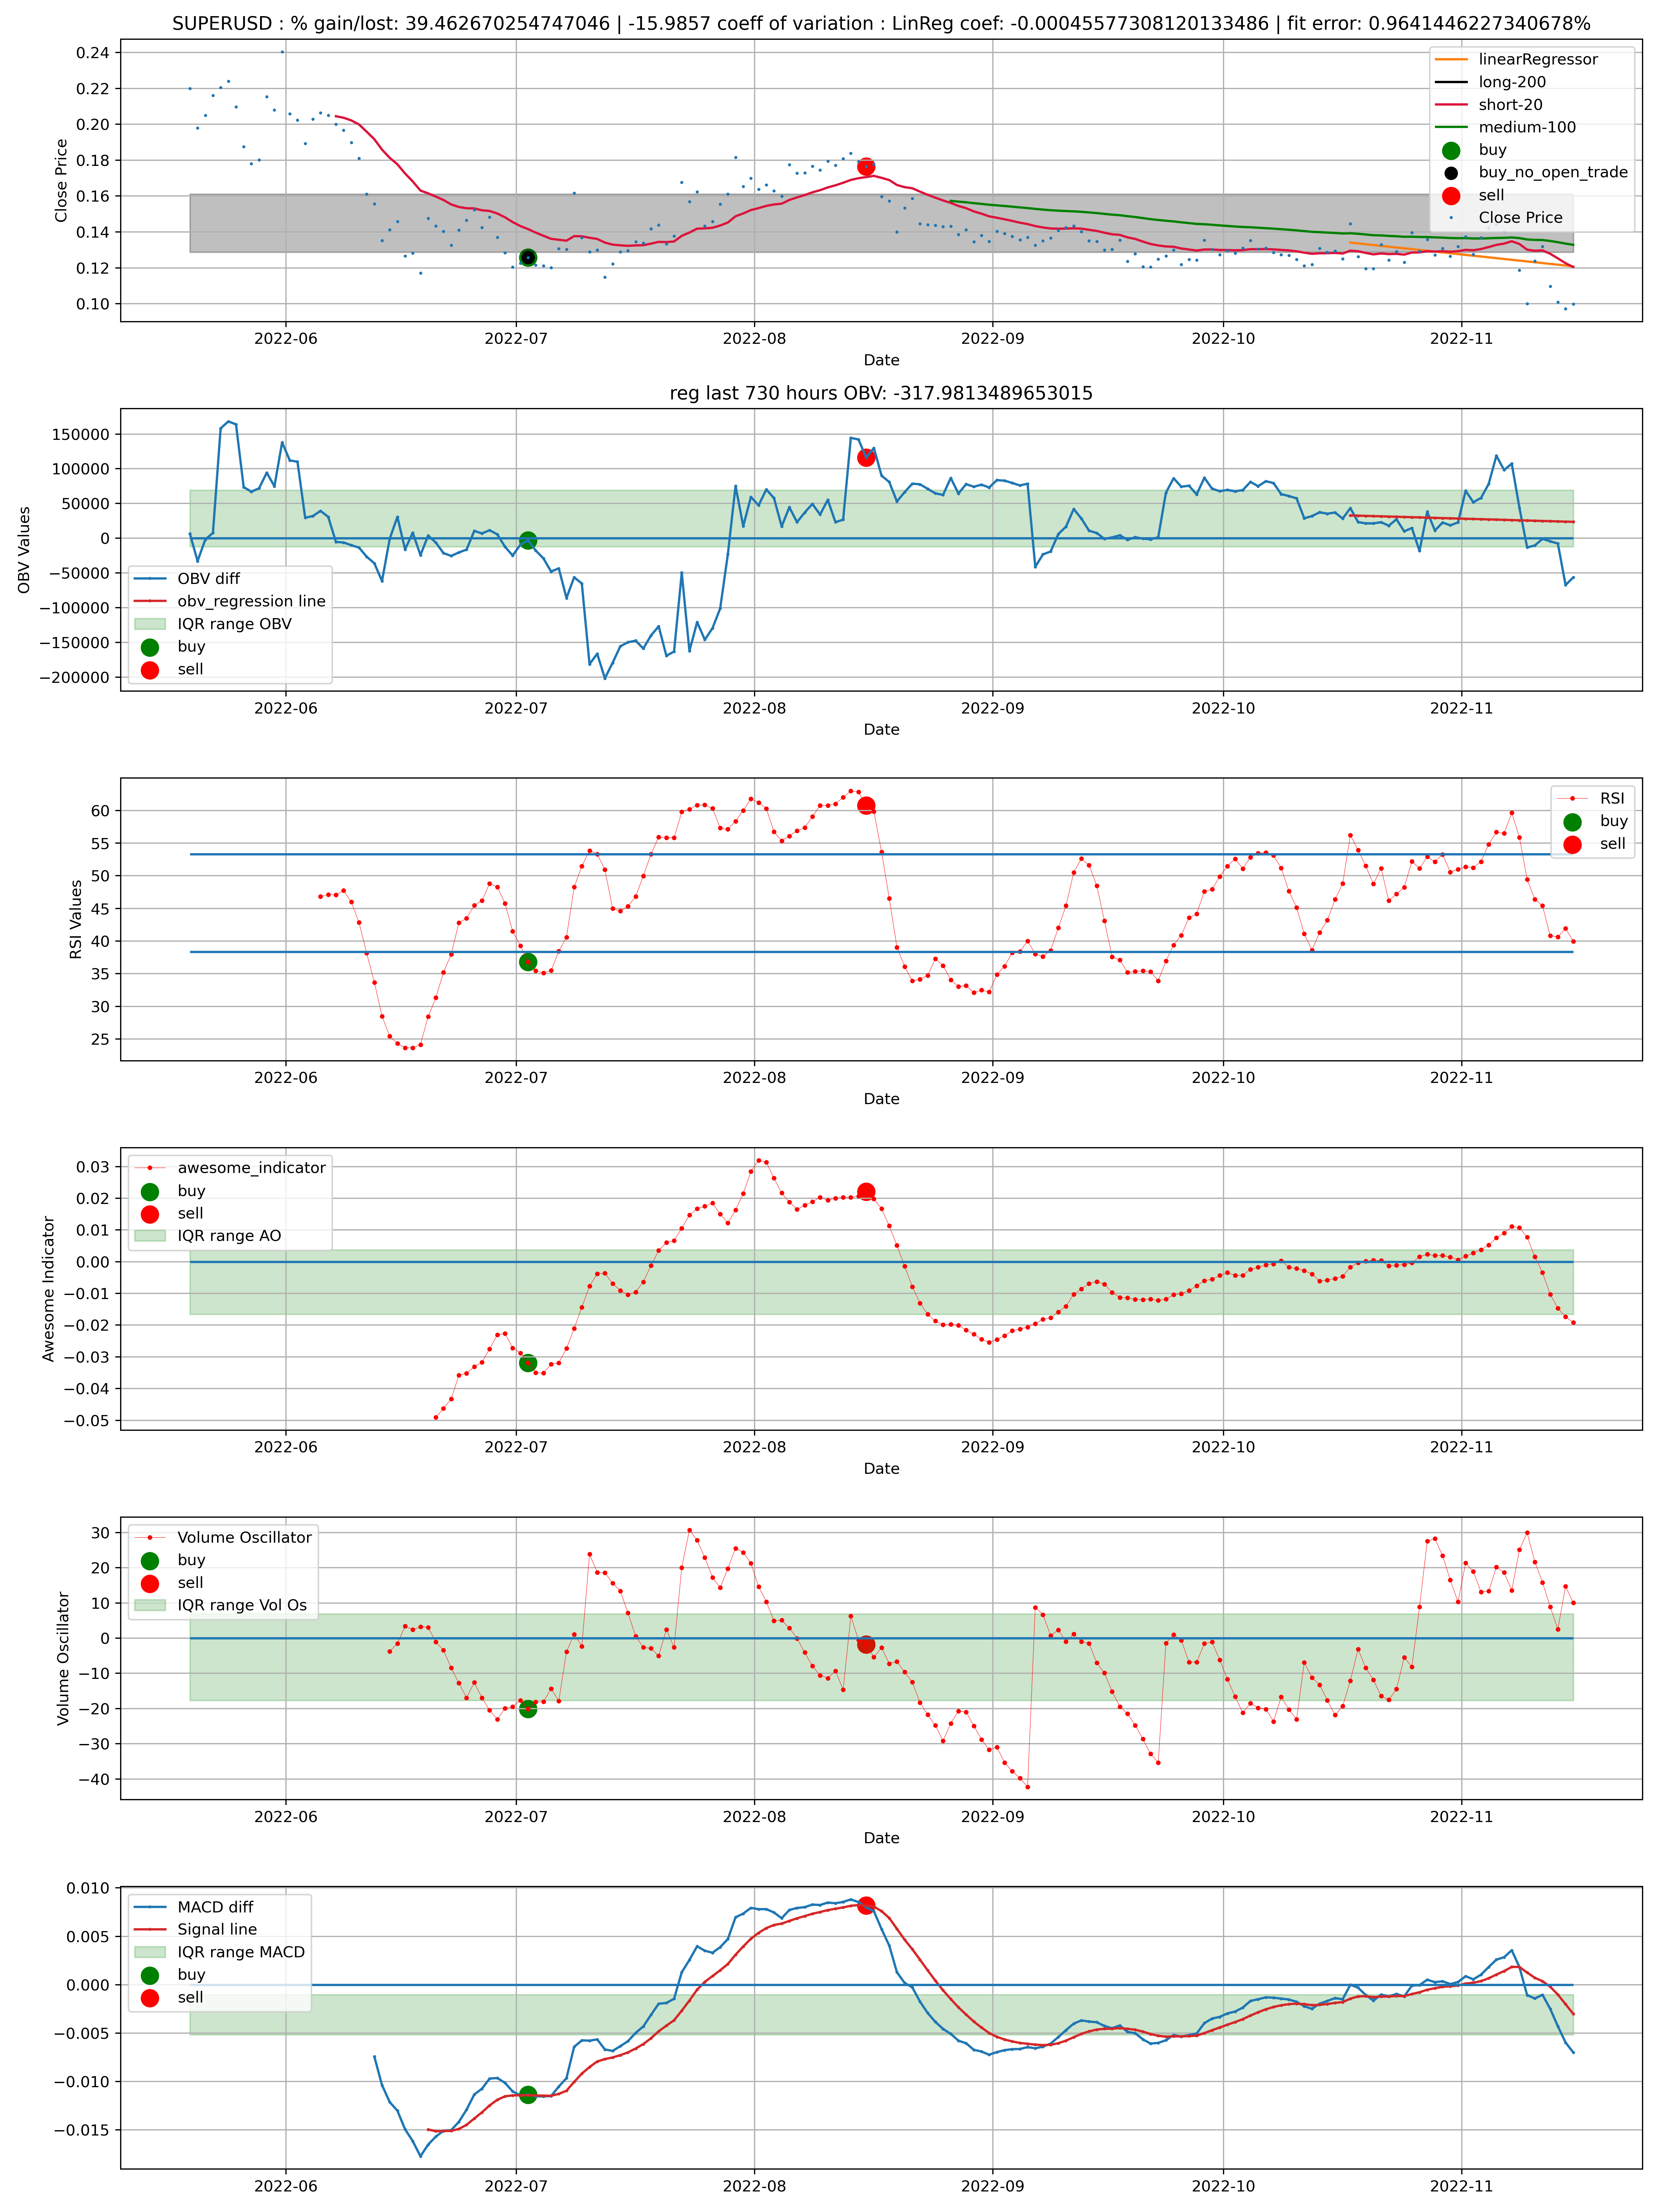 SUPERUSD : % gain/lost: 39.462670254747046 | -15.9857 coeff of variation : LinReg coef: -0.00045577308120133486 | fit error: 0.9641446227340678%
0.24
0.22
0.20
0.18
0.16
0.14
0.12
0.10
Close Price
linearRegressor
long-200
short-20
medium-100
buy
buy_no_open_trade
sell
Close Price
2022-06
2022-07
2022-08
2022-09
2022-10
2022-11
Date
reg last 730 hours OBV: -317.9813489653015
150000
100000
50000
0
−50000
−100000
−150000
−200000
OBV Values
OBV diff
obv_regression line
IQR range OBV
buy
sell
2022-06
2022-07
2022-08
2022-09
2022-10
2022-11
Date
60
55
50
45
40
35
30
25
RSI Values
RSI
buy
sell
2022-06
2022-07
2022-08
2022-09
2022-10
2022-11
Date
0.03
0.02
0.01
0.00
−0.01
−0.02
−0.03
−0.04
−0.05
Awesome Indicator
awesome_indicator
buy
sell
IQR range AO
2022-06
2022-07
2022-08
2022-09
2022-10
2022-11
Date
30
20
10
0
−10
−20
−30
−40
Volume Oscillator
Volume Oscillator
buy
sell
IQR range Vol Os
2022-06
2022-07
2022-08
2022-09
2022-10
2022-11
Date
0.010
0.005
0.000
−0.005
−0.010
−0.015
MACD diff
Signal line
IQR range MACD
buy
sell
2022-06
2022-07
2022-08
2022-09
2022-10
2022-11